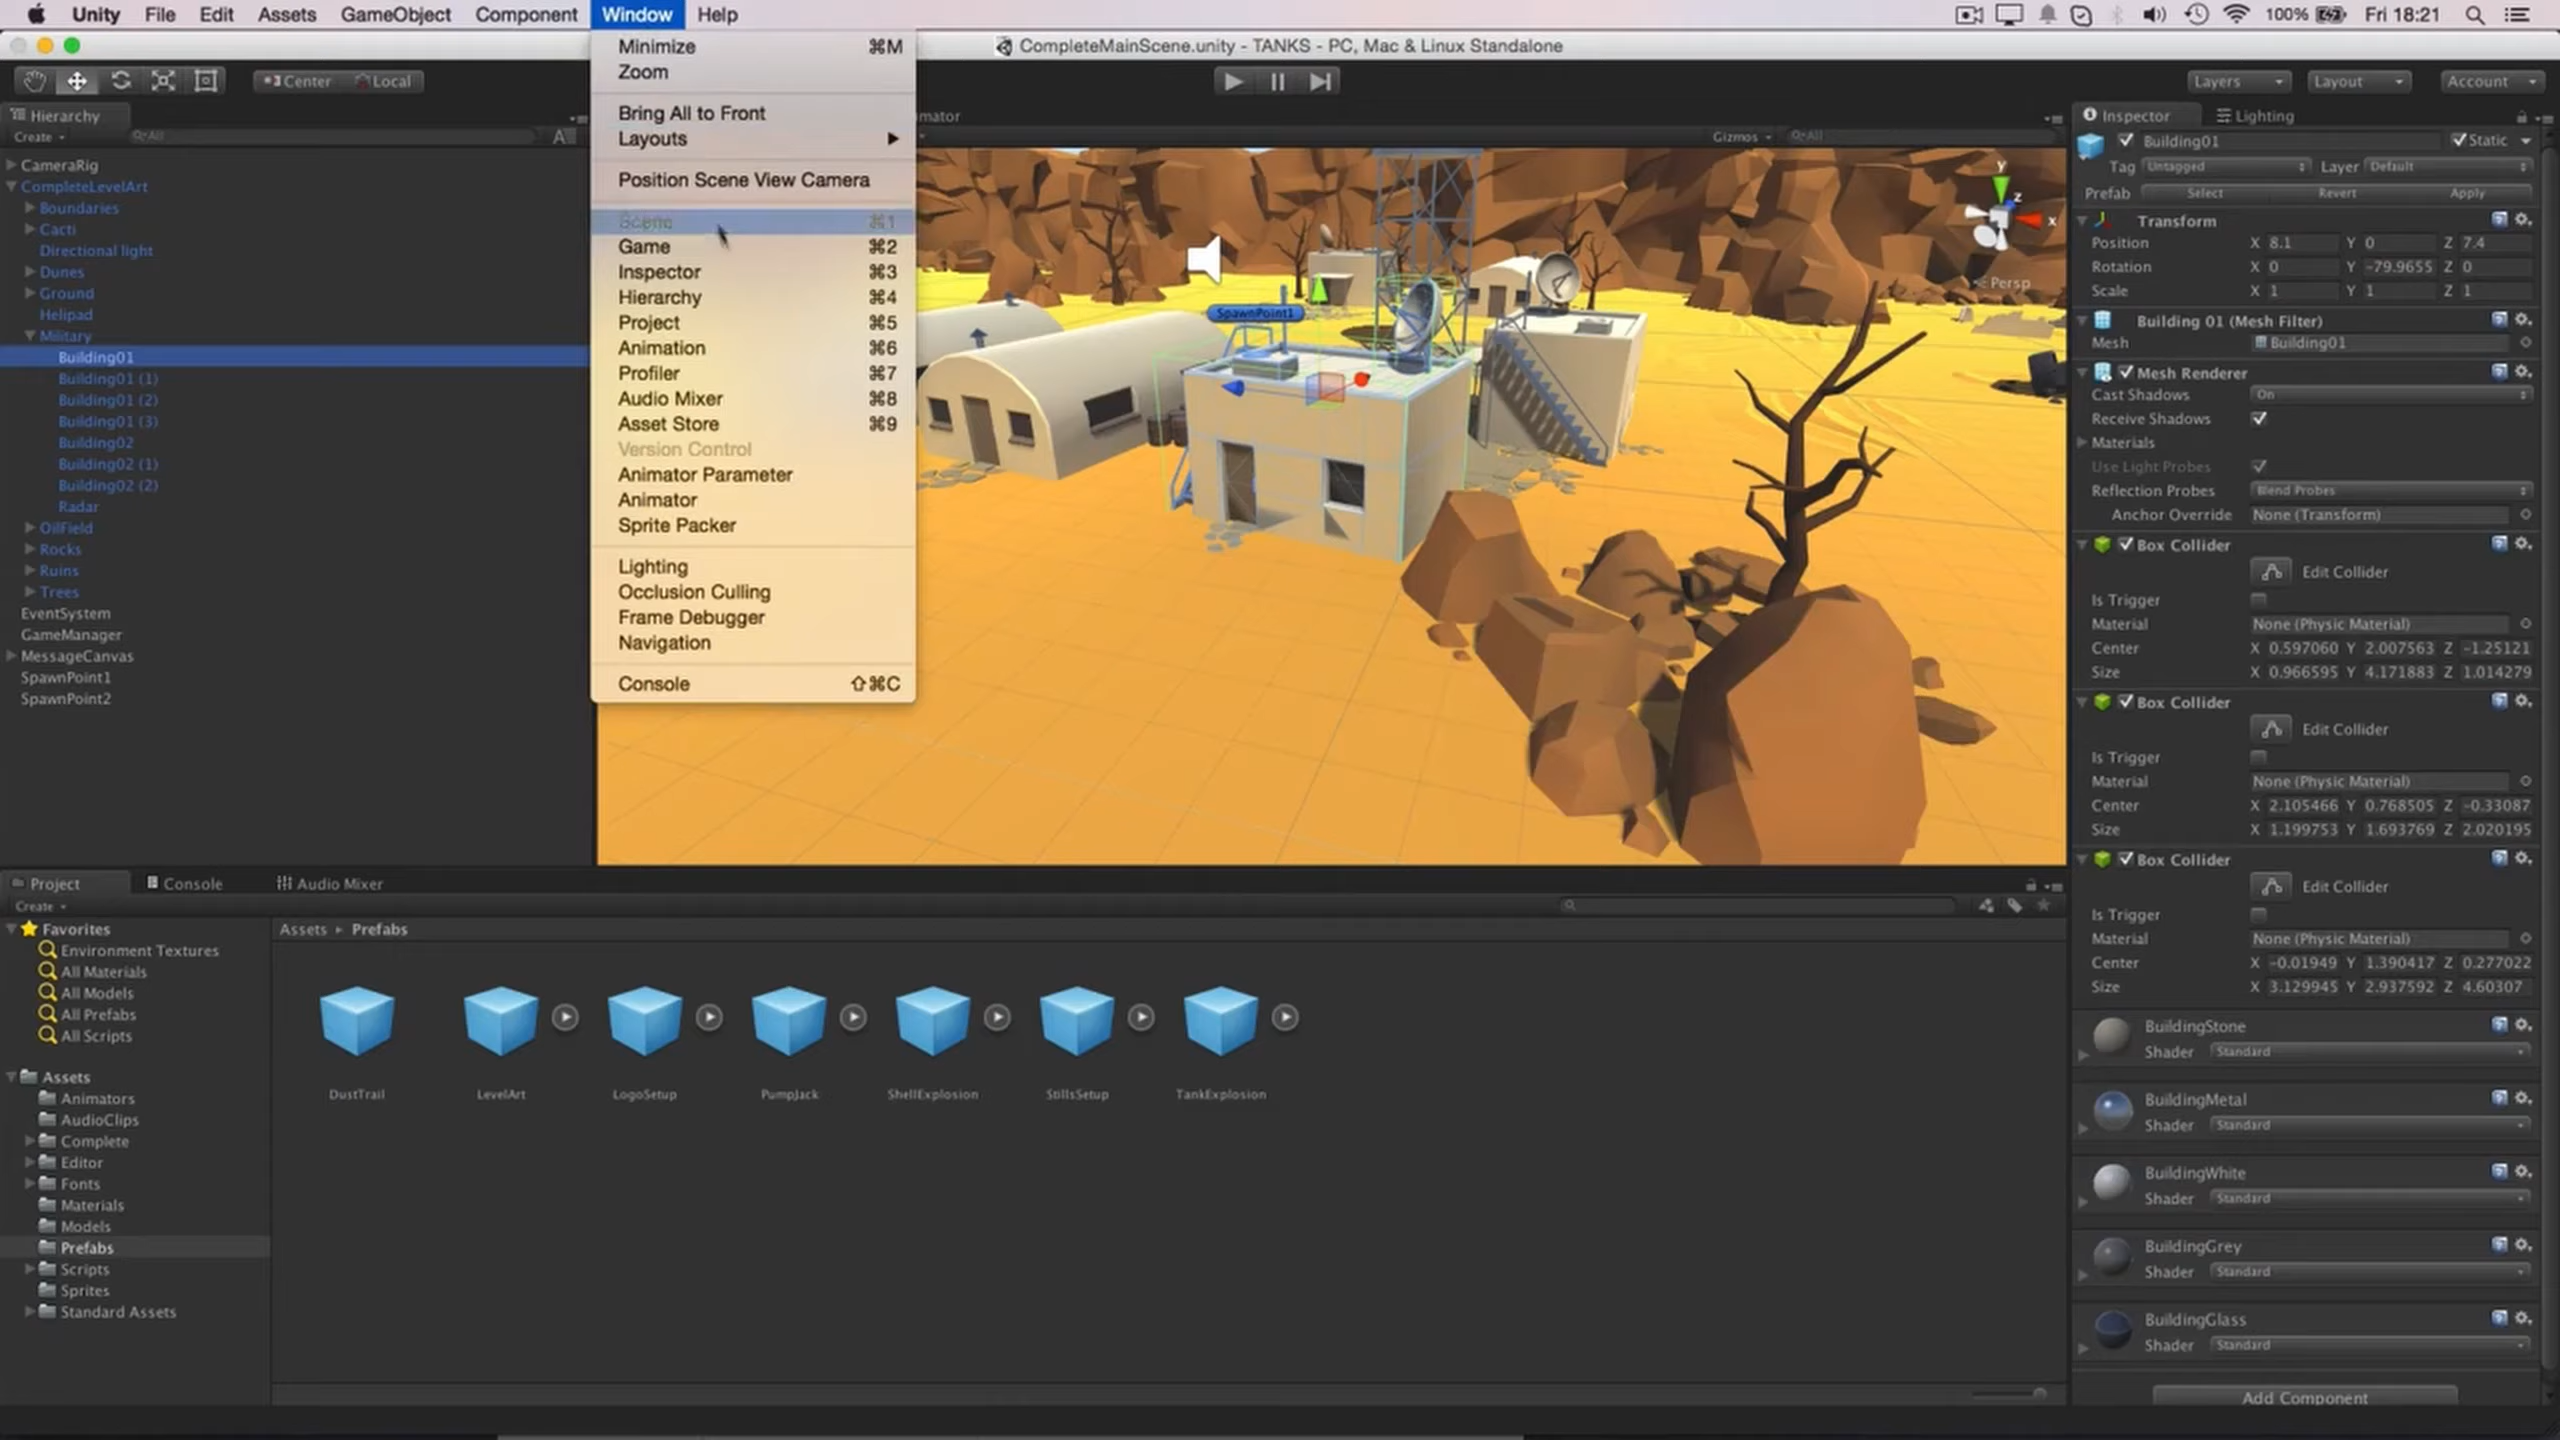 Unity File Edit Assets GameObject Component Window Help 100% Fri 18:21
CompleteMainScene.unity - TANKS - PC, Mac & Linux Standalone
Center Local
Layers Layout Account
Hierarchy
Create All
CameraRig
CompleteLevelArt
Boundaries
Cacti
Directional light
Dunes
Ground
Helipad
Military
Building01
Building01 (1)
Building01 (2)
Building01 (3)
Building02
Building02 (1)
Building02 (2)
Radar
OilField
Rocks
Ruins
Trees
EventSystem
GameManager
MessageCanvas
SpawnPoint1
SpawnPoint2
Minimize ⌘M
Zoom
Bring All to Front
Layouts
Position Scene View Camera
Scene ⌘1
Game ⌘2
Inspector ⌘3
Hierarchy ⌘4
Project ⌘5
Animation ⌘6
Profiler ⌘7
Audio Mixer ⌘8
Asset Store ⌘9
Version Control
Animator Parameter
Animator
Sprite Packer
Lighting
Occlusion Culling
Frame Debugger
Navigation
Console ⇧⌘C
mator
Gizmos All
y
z
x
Persp
SpawnPoint1
Inspector Lighting
Building01 Static
Tag Untagged Layer Default
Prefab Select Revert Apply
Transform
Position X 8.1 Y 0 Z 7.4
Rotation X 0 Y -79.9655 Z 0
Scale X 1 Y 1 Z 1
Building 01 (Mesh Filter)
Mesh Building01
Mesh Renderer
Cast Shadows On
Receive Shadows
Materials
Use Light Probes
Reflection Probes Blend Probes
Anchor Override None (Transform)
Box Collider
Edit Collider
Is Trigger
Material None (Physic Material)
Center X 0.597060 Y 2.007563 Z -1.25121
Size X 0.966595 Y 4.171883 Z 1.014279
Box Collider
Edit Collider
Is Trigger
Material None (Physic Material)
Center X 2.105466 Y 0.768505 Z -0.33087
Size X 1.199753 Y 1.693769 Z 2.020195
Box Collider
Edit Collider
Is Trigger
Material None (Physic Material)
Center X -0.01949 Y 1.390417 Z 0.277022
Size X 3.129945 Y 2.937592 Z 4.60307
BuildingStone
Shader Standard
BuildingMetal
Shader Standard
BuildingWhite
Shader Standard
BuildingGrey
Shader Standard
BuildingGlass
Shader Standard
Add Component
Project Console Audio Mixer
Create
Favorites
Environment Textures
All Materials
All Models
All Prefabs
All Scripts
Assets
Animators
AudioClips
Complete
Editor
Fonts
Materials
Models
Prefabs
Scripts
Sprites
Standard Assets
Assets Prefabs
DustTrail LevelArt LogoSetup PumpJack ShellExplosion StillsSetup TankExplosion